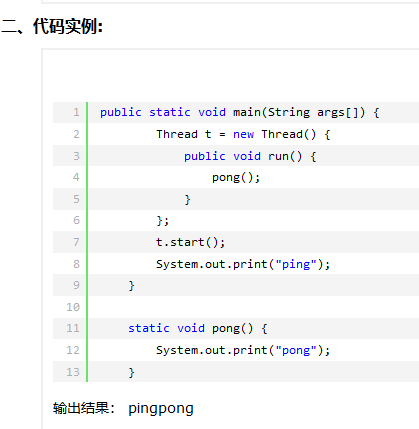 二、代码实例:
1 public static void main(String args[]) {
2         Thread t = new Thread() {
3             public void run() {
4                 pong();
5             }
6         };
7         t.start();
8         System.out.print("ping");
9     }
10
11     static void pong() {
12         System.out.print("pong");
13     }
输出结果： pingpong